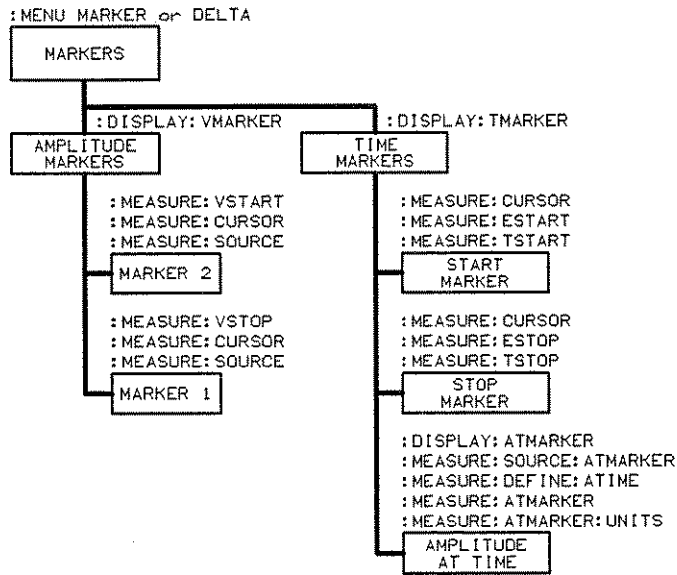 :MENU MARKER or DELTA
MARKERS
:DISPLAY:VMARKER
AMPLITUDE
MARKERS
:MEASURE:VSTART
:MEASURE:CURSOR
:MEASURE:SOURCE
MARKER 2
:MEASURE:VSTOP
:MEASURE:CURSOR
:MEASURE:SOURCE
MARKER 1
:DISPLAY:TMARKER
TIME
MARKERS
:MEASURE:CURSOR
:MEASURE:ESTART
:MEASURE:TSTART
START
MARKER
:MEASURE:CURSOR
:MEASURE:ESTOP
:MEASURE:TSTOP
STOP
MARKER
:DISPLAY:ATMARKER
:MEASURE:SOURCE:ATMARKER
:MEASURE:DEFINE:ATIME
:MEASURE:ATMARKER
:MEASURE:ATMARKER:UNITS
AMPLITUDE
AT TIME